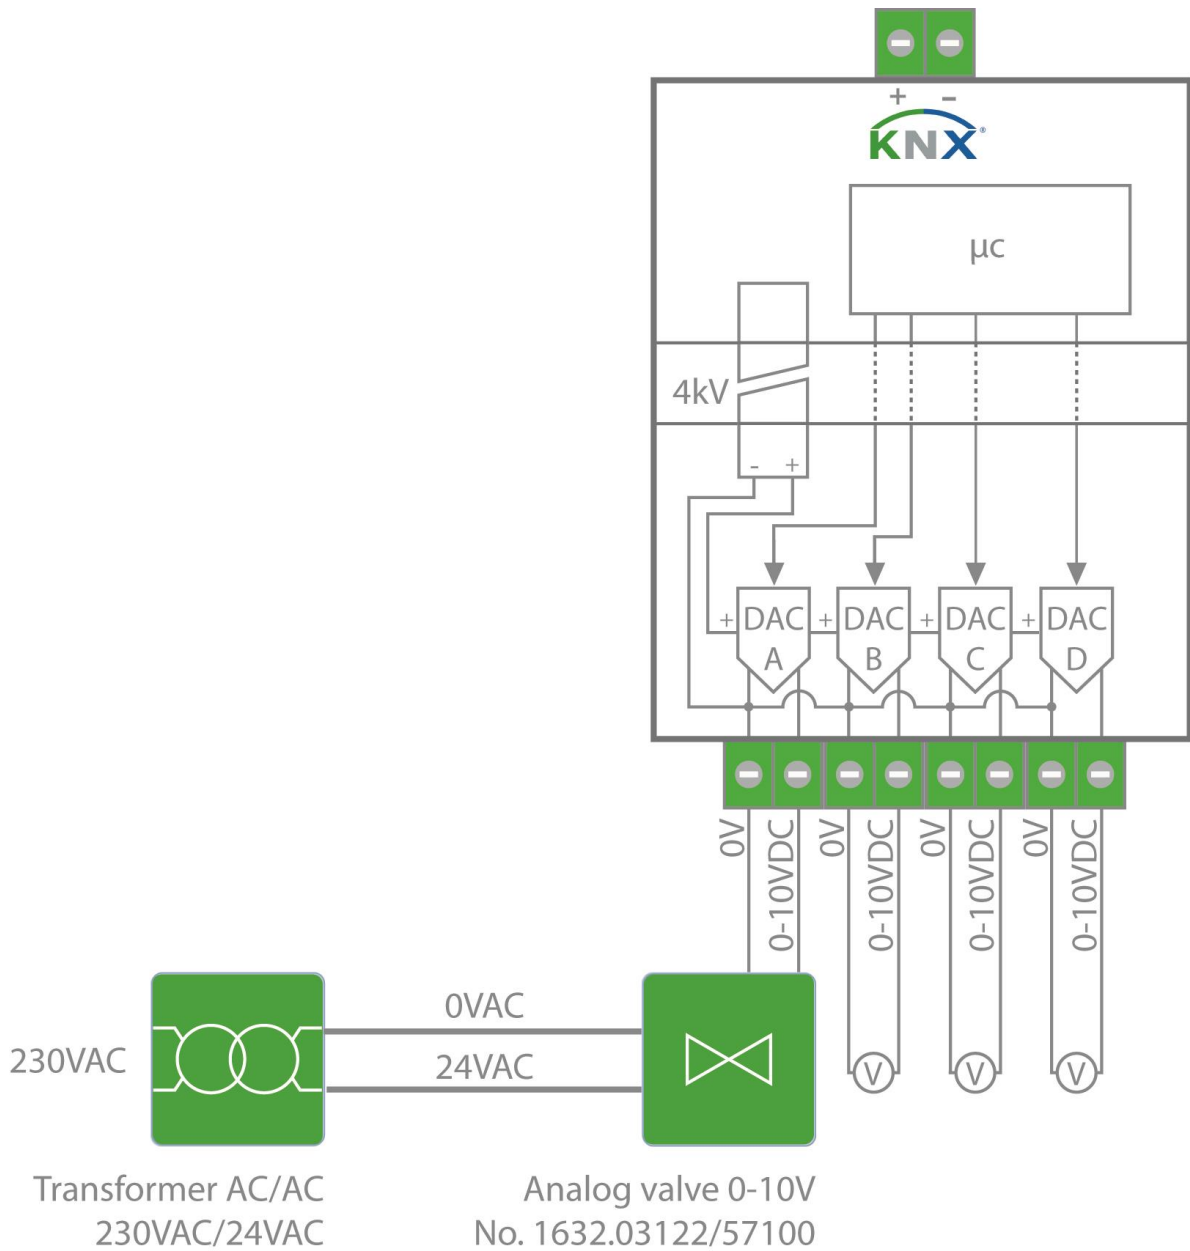 + −
KNX®
μc
4kV
- +
+ DAC A
+ DAC B
+ DAC C
+ DAC D
0V
0-10VDC
0V
0-10VDC
0V
0-10VDC
0V
0-10VDC
230VAC
0VAC
24VAC
V
V
V
Transformer AC/AC
230VAC/24VAC
Analog valve 0-10V
No. 1632.03122/57100